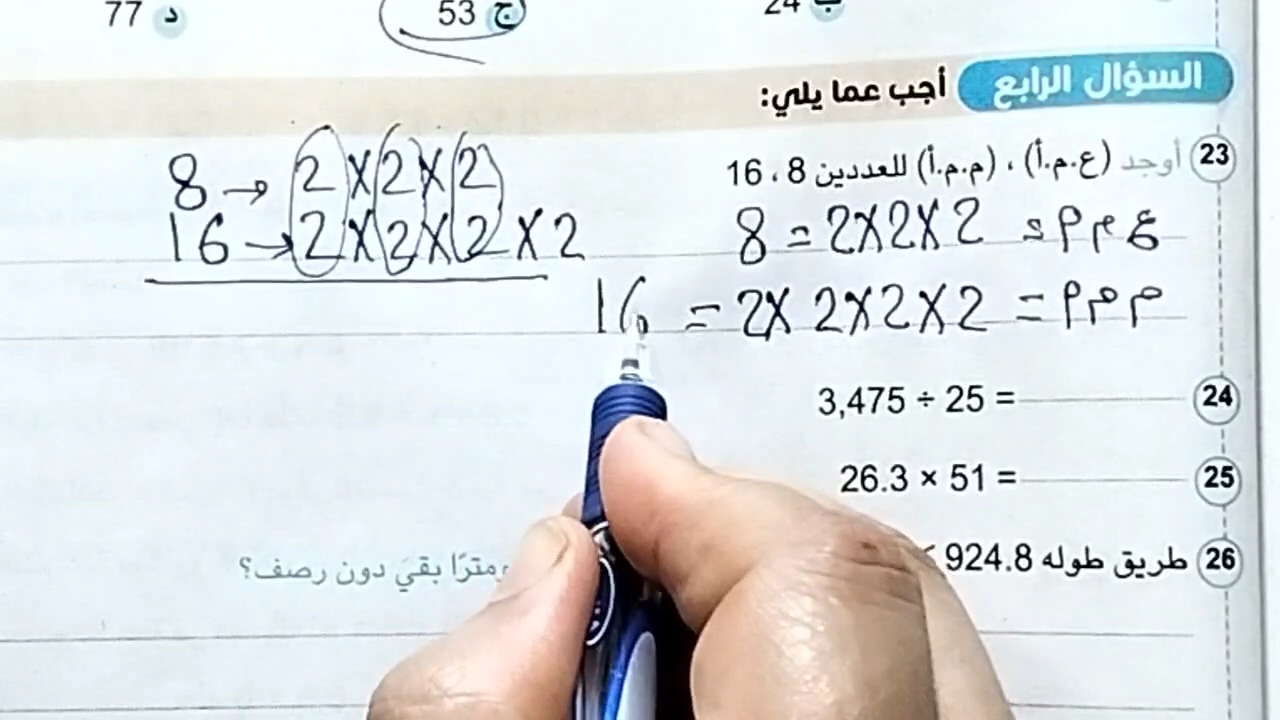 24 ب 53 ج 77 د
السؤال الرابع أجب عما يلي:
23 أوجد (ع.م.أ) ، (م.م.أ) للعددين 8 ، 16
8 → 2 × 2 × 2
16 → 2 × 2 × 2 × 2
ع م م = 2 × 2 × 2 = 8
م م م = 2 × 2 × 2 × 2 = 16
24 3,475 ÷ 25 =
25 26.3 × 51 =
26 طريق طوله 924.8 بقيَ دون رصف؟